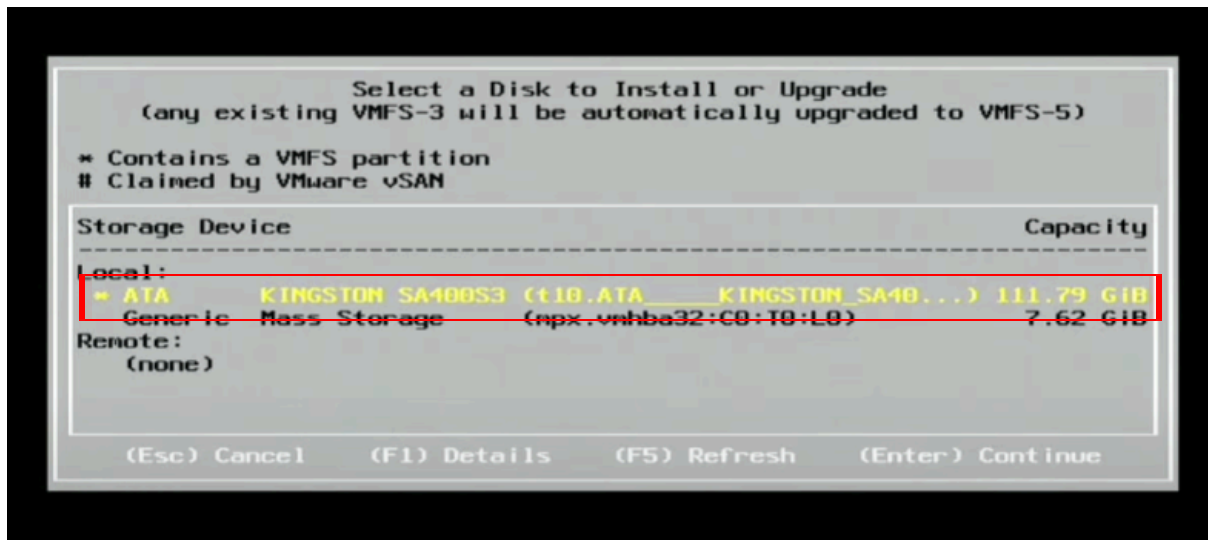 Select a Disk to Install or Upgrade
(any existing VMFS-3 will be automatically upgraded to VMFS-5)
* Contains a VMFS partition
# Claimed by VMware vSAN
Storage Device Capacity
Local:
* ATA KINGSTON SA400S3 (t10.ATA_____KINGSTON_SA40...) 111.79 GiB
Generic Mass Storage (mpx.vmhba32:C0:T0:L0) 7.62 GiB
Remote:
(none)
(Esc) Cancel (F1) Details (F5) Refresh (Enter) Continue